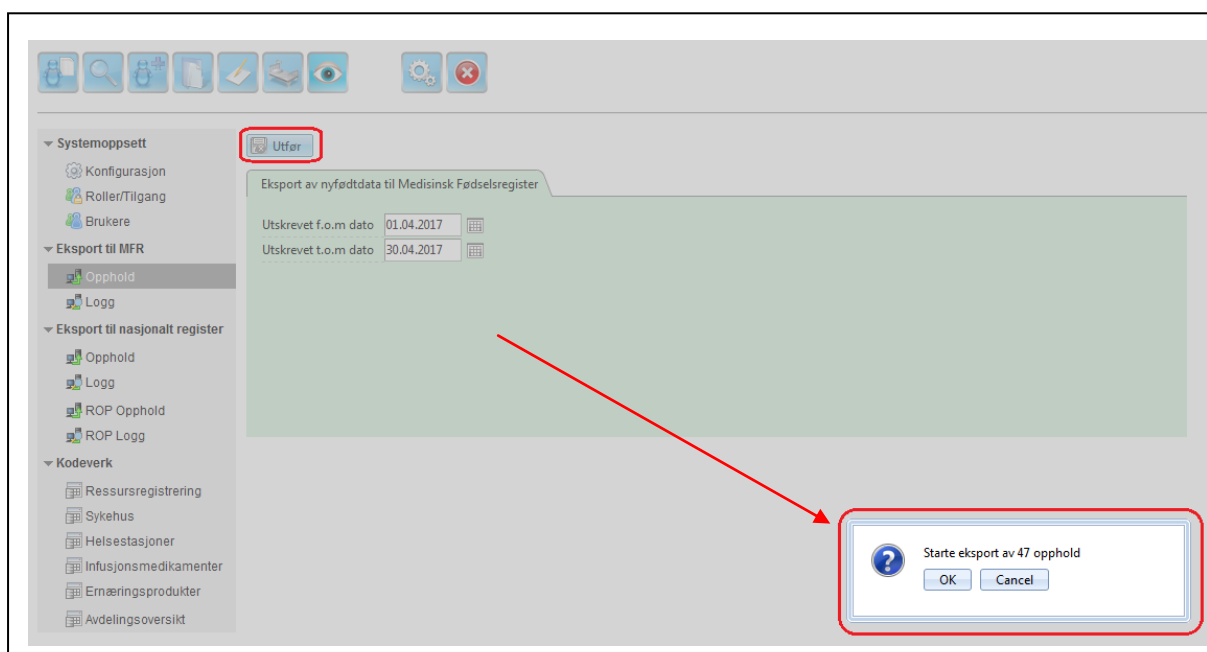 Systemoppsett
Konfigurasjon
Roller/Tilgang
Brukere
Eksport til MFR
Opphold
Logg
Eksport til nasjonalt register
Opphold
Logg
ROP Opphold
ROP Logg
Kodeverk
Ressursregistrering
Sykehus
Helsestasjoner
Infusjonsmedikamenter
Ernæringsprodukter
Avdelingsoversikt
Utfør
Eksport av nyfødtdata til Medisinsk Fødselsregister
Utskrevet f.o.m dato 01.04.2017
Utskrevet t.o.m dato 30.04.2017
Starte eksport av 47 opphold
OK Cancel